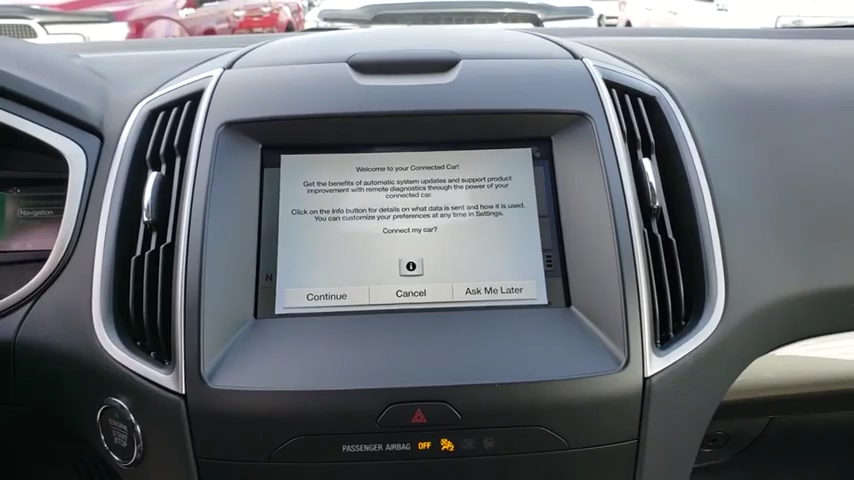 Welcome to your Connected Car!
Get the benefits of automatic system updates and support product
improvement with remote diagnostics through the power of your
connected car.
Click on the Info button for details on what data is sent and how it is used.
You can customize your preferences at any time in Settings.
Connect my car?
i
Continue
Cancel
Ask Me Later
N
Navigation
ENGINE
START
STOP
PASSENGER AIRBAG OFF